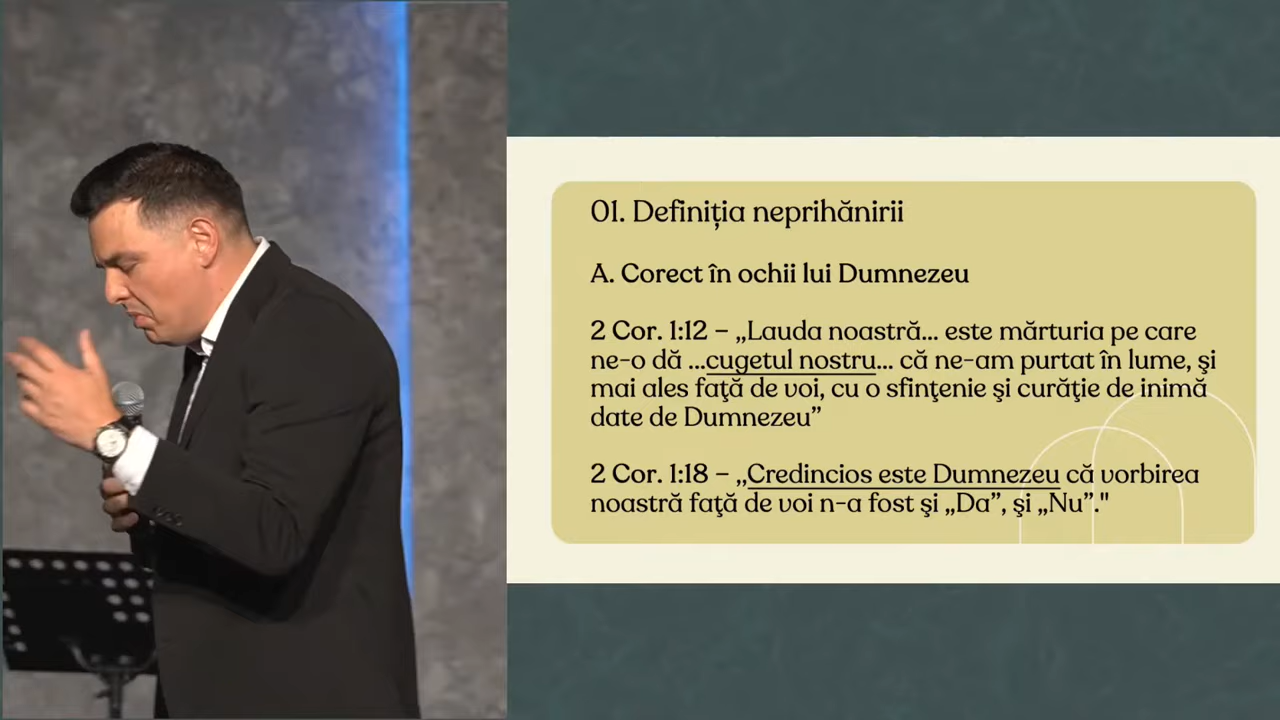 01. Definiția neprihănirii
A. Corect în ochii lui Dumnezeu
2 Cor. 1:12 – „Lauda noastră... este mărturia pe care
ne-o dă ...cugetul nostru... că ne-am purtat în lume, şi
mai ales faţă de voi, cu o sfinţenie şi curăţie de inimă
date de Dumnezeu”
2 Cor. 1:18 – „Credincios este Dumnezeu că vorbirea
noastră faţă de voi n-a fost şi „Da”, şi „Nu”."